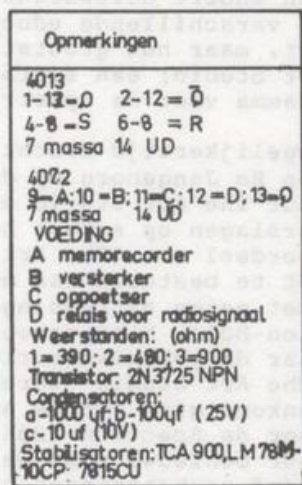 Opmerkingen
4013
1-13=Q 2-12=Q̅
4-8=S 6-8=R
7 massa 14 UD
4072
9-A;10=B;11=C;12=D;13=Q
7 massa 14 UD
VOEDING
A memorecorder
B versterker
C oppoetser
D relais voor radiosignaal
Weerstanden: (ohm)
1=390; 2=480; 3=900
Transistor: 2N3725 NPN
Condensatoren:
a-1000 uf; b-100uf (25V)
c-10 uf (10V)
Stabilisatoren:TCA 900,LM 78M-
10CP 7815CU